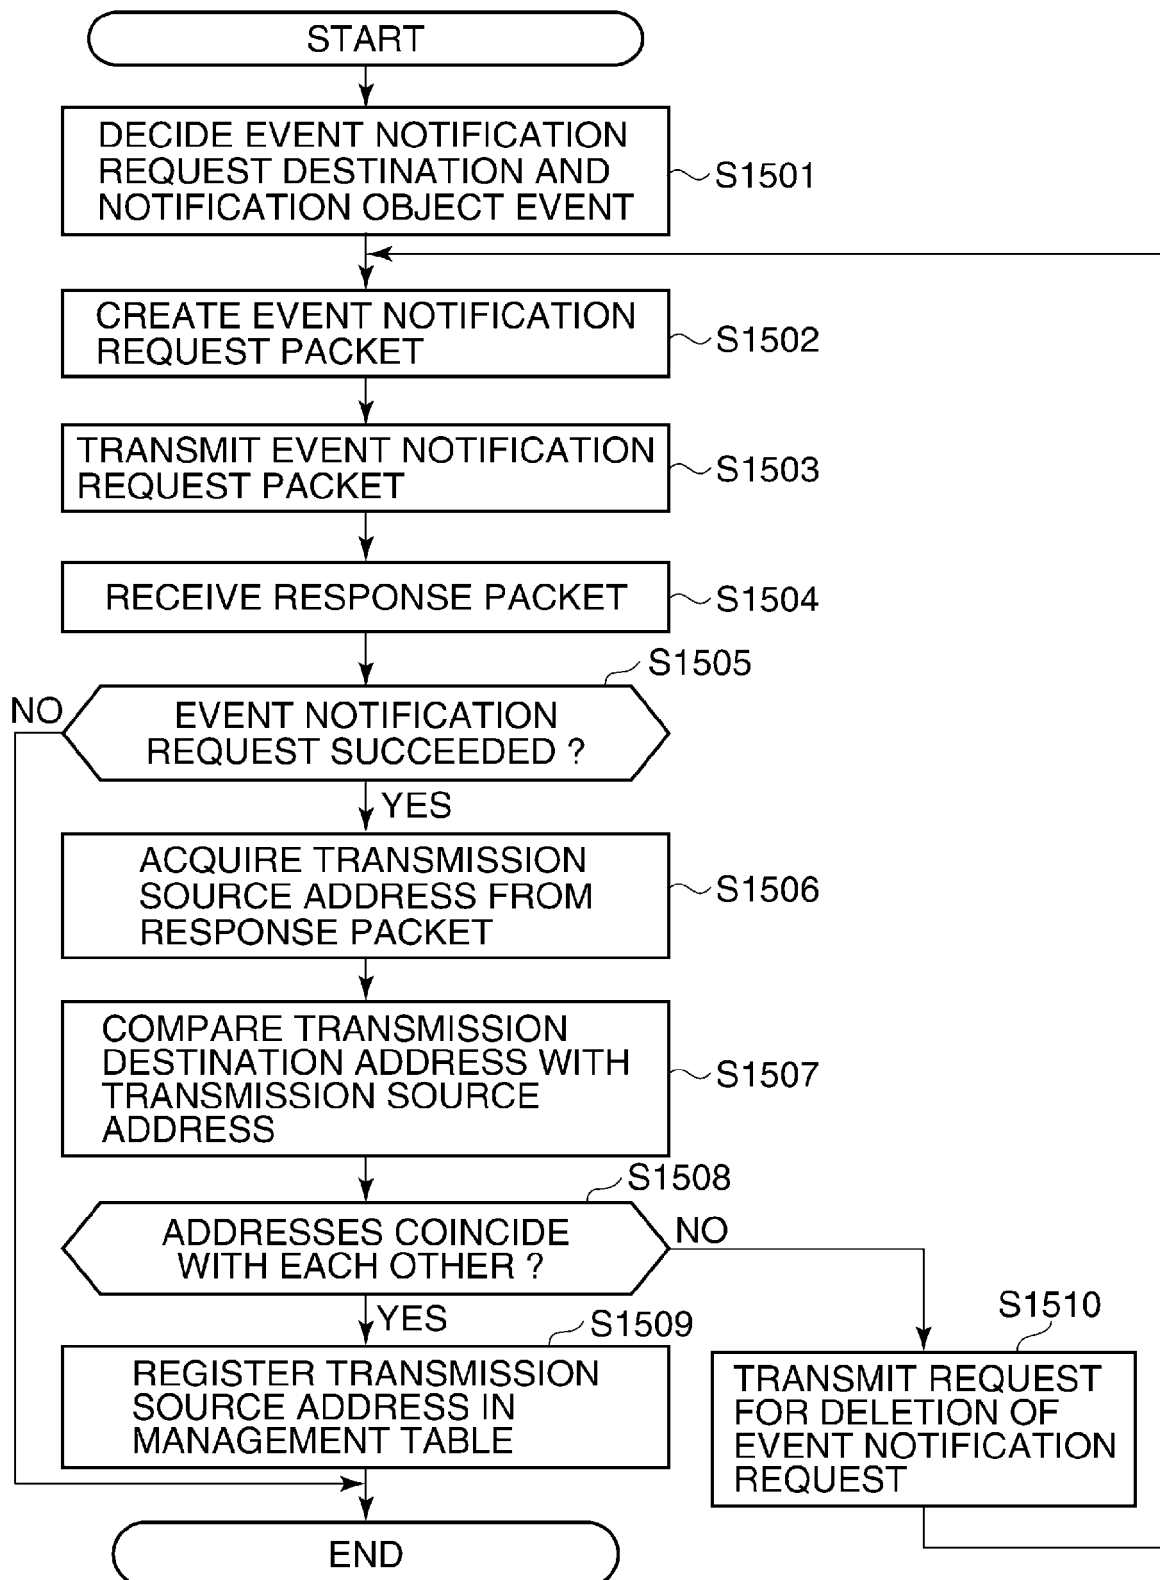 START
DECIDE EVENT NOTIFICATION
REQUEST DESTINATION AND
NOTIFICATION OBJECT EVENT
S1501
CREATE EVENT NOTIFICATION
REQUEST PACKET
S1502
TRANSMIT EVENT NOTIFICATION
REQUEST PACKET
S1503
RECEIVE RESPONSE PACKET
S1504
S1505
NO
EVENT NOTIFICATION
REQUEST SUCCEEDED ?
YES
ACQUIRE TRANSMISSION
SOURCE ADDRESS FROM
RESPONSE PACKET
S1506
COMPARE TRANSMISSION
DESTINATION ADDRESS WITH
TRANSMISSION SOURCE
ADDRESS
S1507
S1508
ADDRESSES COINCIDE
WITH EACH OTHER ?
NO
YES
S1509
REGISTER TRANSMISSION
SOURCE ADDRESS IN
MANAGEMENT TABLE
S1510
TRANSMIT REQUEST
FOR DELETION OF
EVENT NOTIFICATION
REQUEST
END